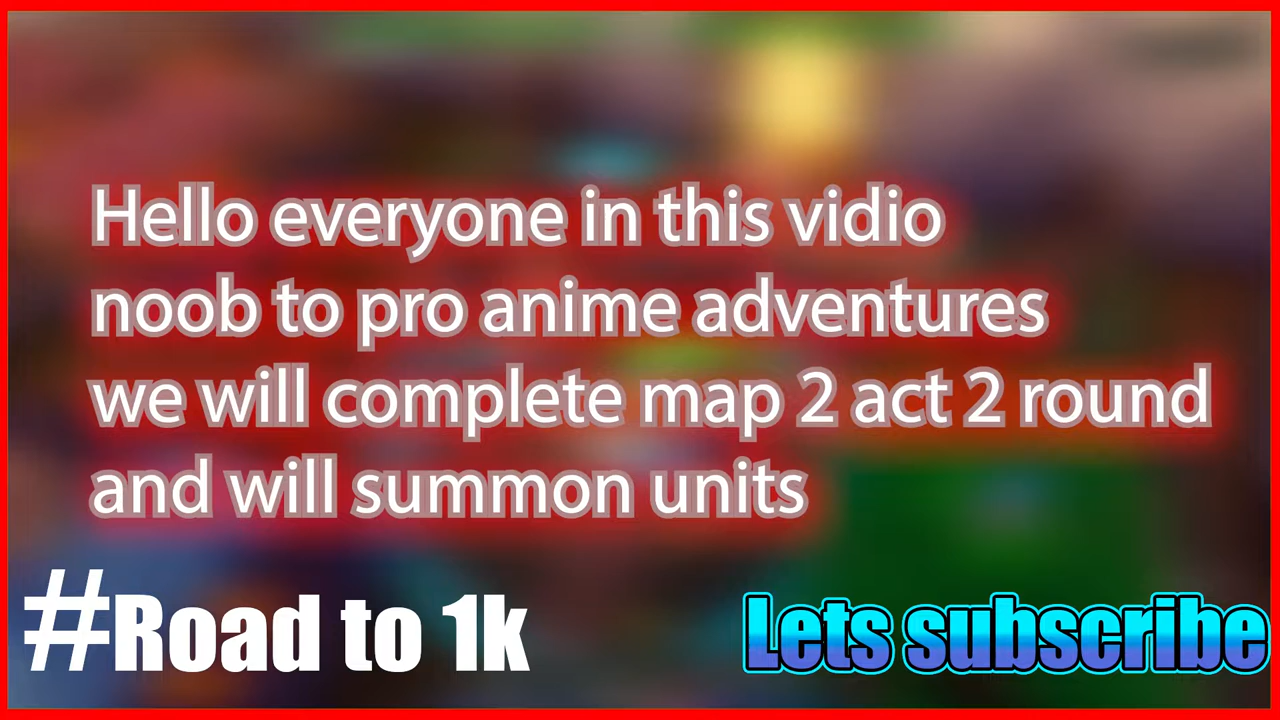 Hello everyone in this vidio
noob to pro anime adventures
we will complete map 2 act 2 round
and will summon units
#Road to 1k
Lets subscribe